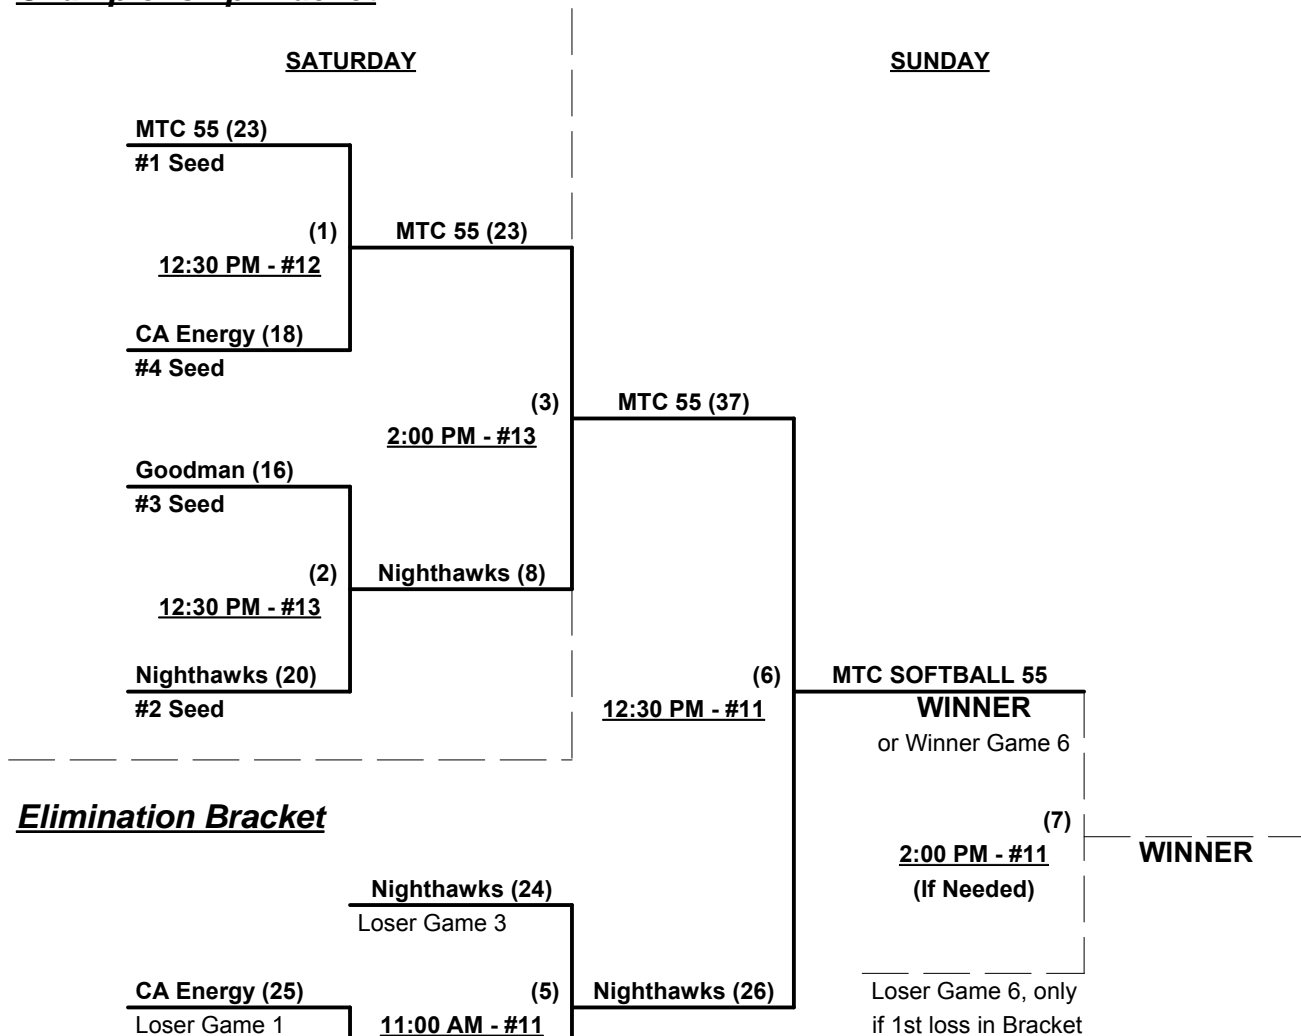 SATURDAY
SUNDAY
MTC 55 (23)
#1 Seed
(1)
MTC 55 (23)
12:30 PM - #12
CA Energy (18)
#4 Seed
(3)
MTC 55 (37)
2:00 PM - #13
Goodman (16)
#3 Seed
(2)
Nighthawks (8)
12:30 PM - #13
Nighthawks (20)
#2 Seed
(6)
MTC SOFTBALL 55
12:30 PM - #11
WINNER
or Winner Game 6
Elimination Bracket
(7)
2:00 PM - #11
WINNER
(If Needed)
Nighthawks (24)
Loser Game 3
CA Energy (25)
(5)
Nighthawks (26)
Loser Game 6, only
Loser Game 1
11:00 AM - #11
if 1st loss in Bracket